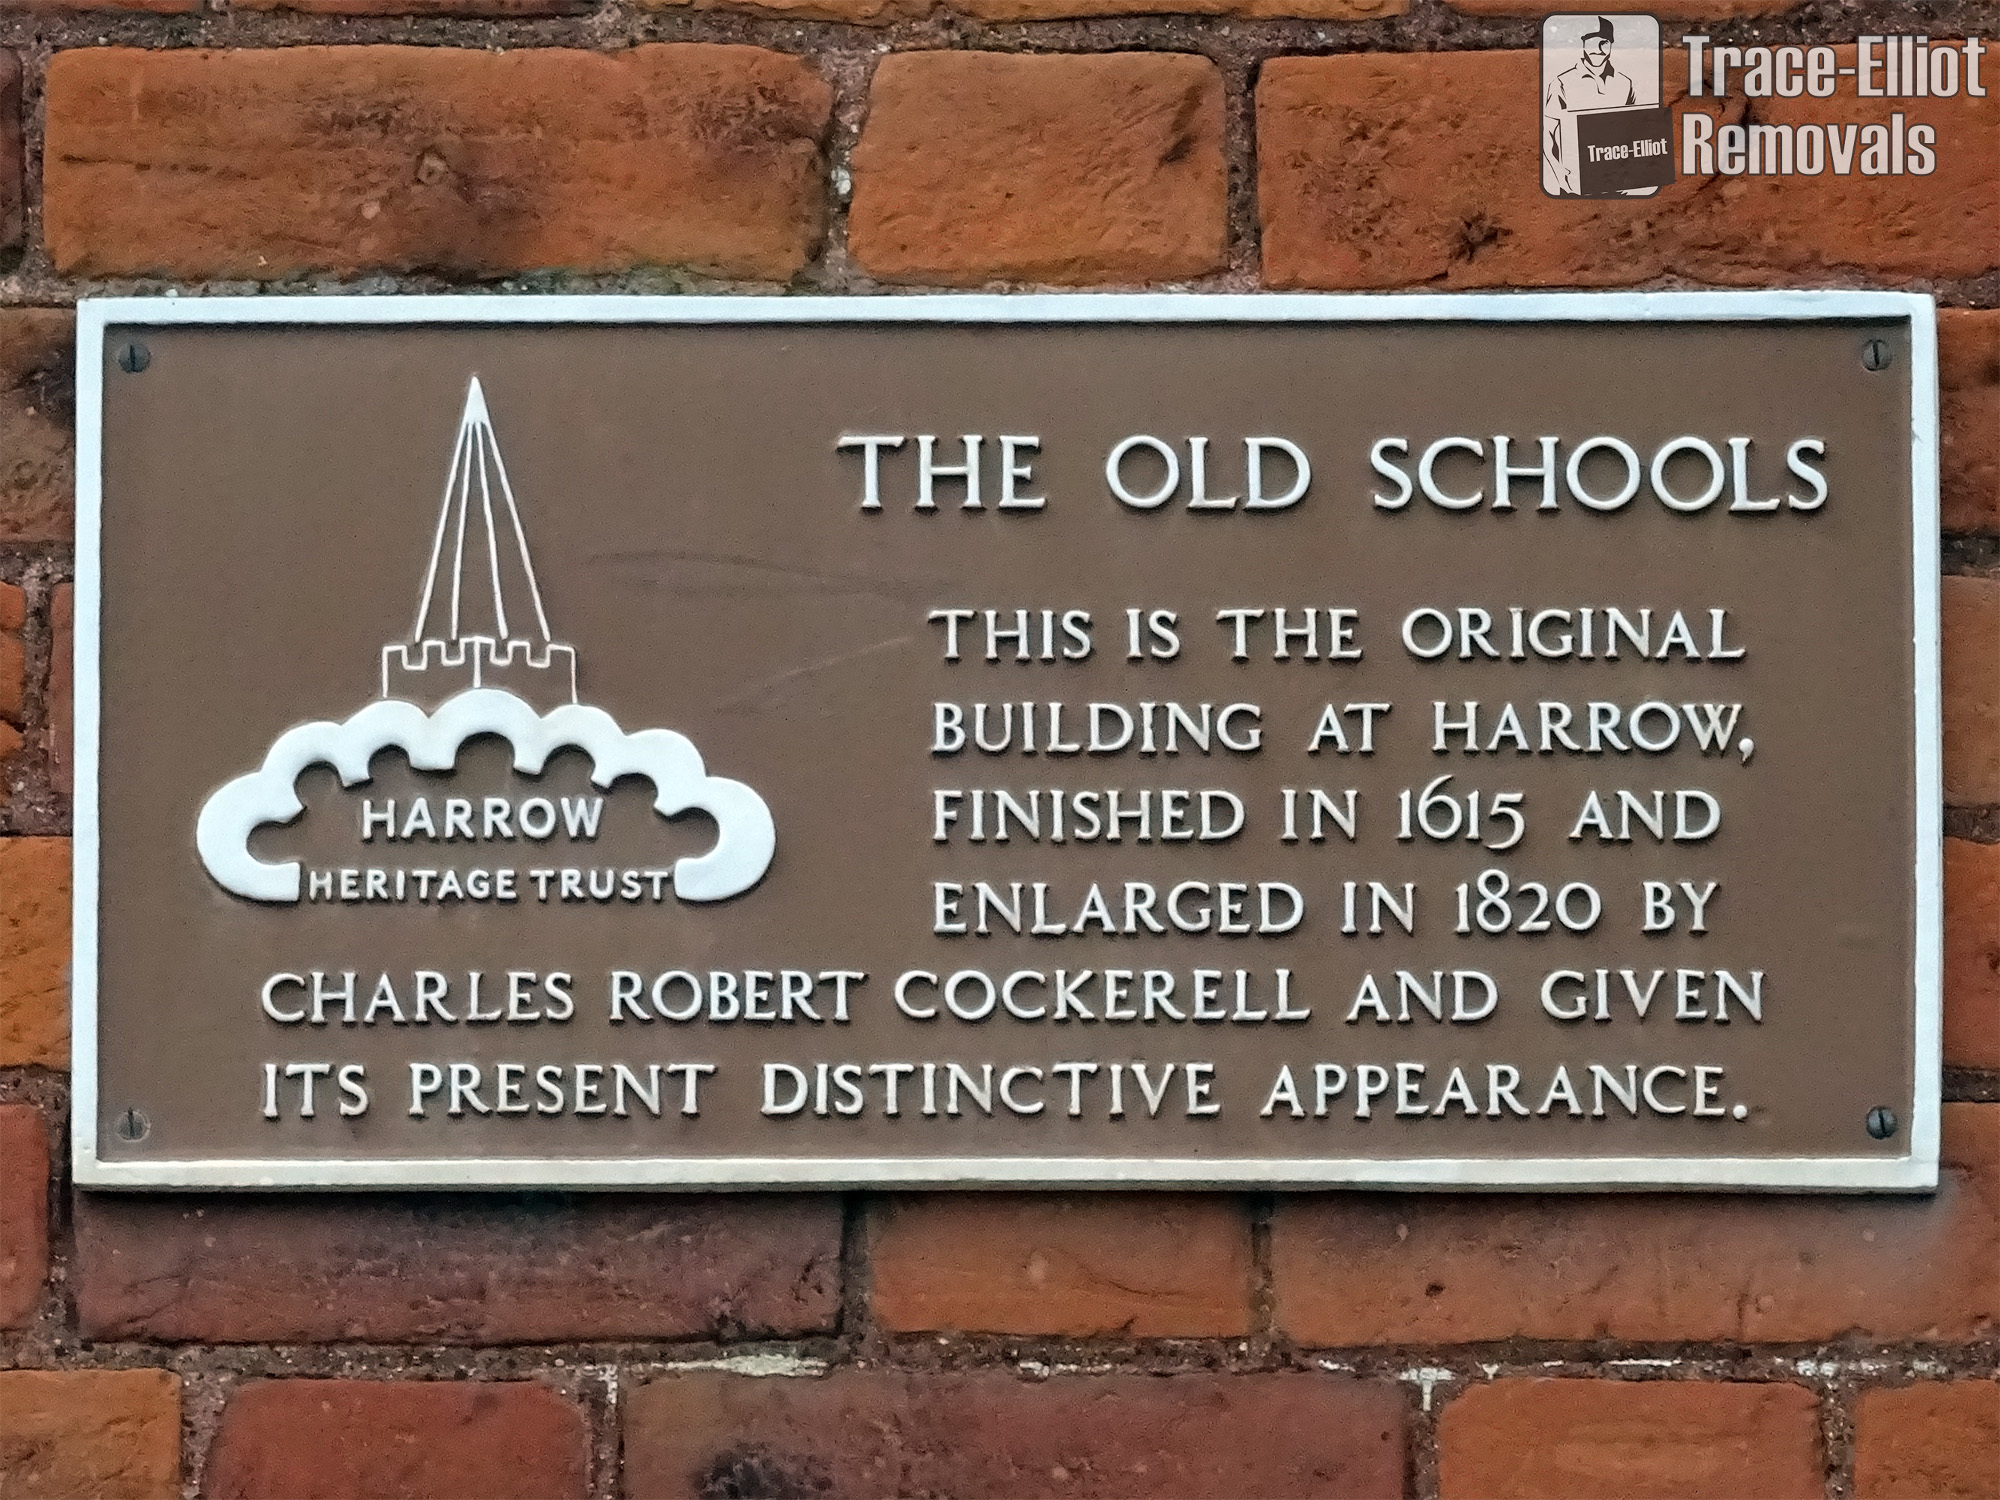 Trace-Elliot
Removals
Trace-Elliot
THE OLD SCHOOLS
THIS IS THE ORIGINAL
BUILDING AT HARROW,
FINISHED IN 1615 AND
ENLARGED IN 1820 BY
CHARLES ROBERT COCKERELL AND GIVEN
ITS PRESENT DISTINCTIVE APPEARANCE.
HARROW
HERITAGE TRUST